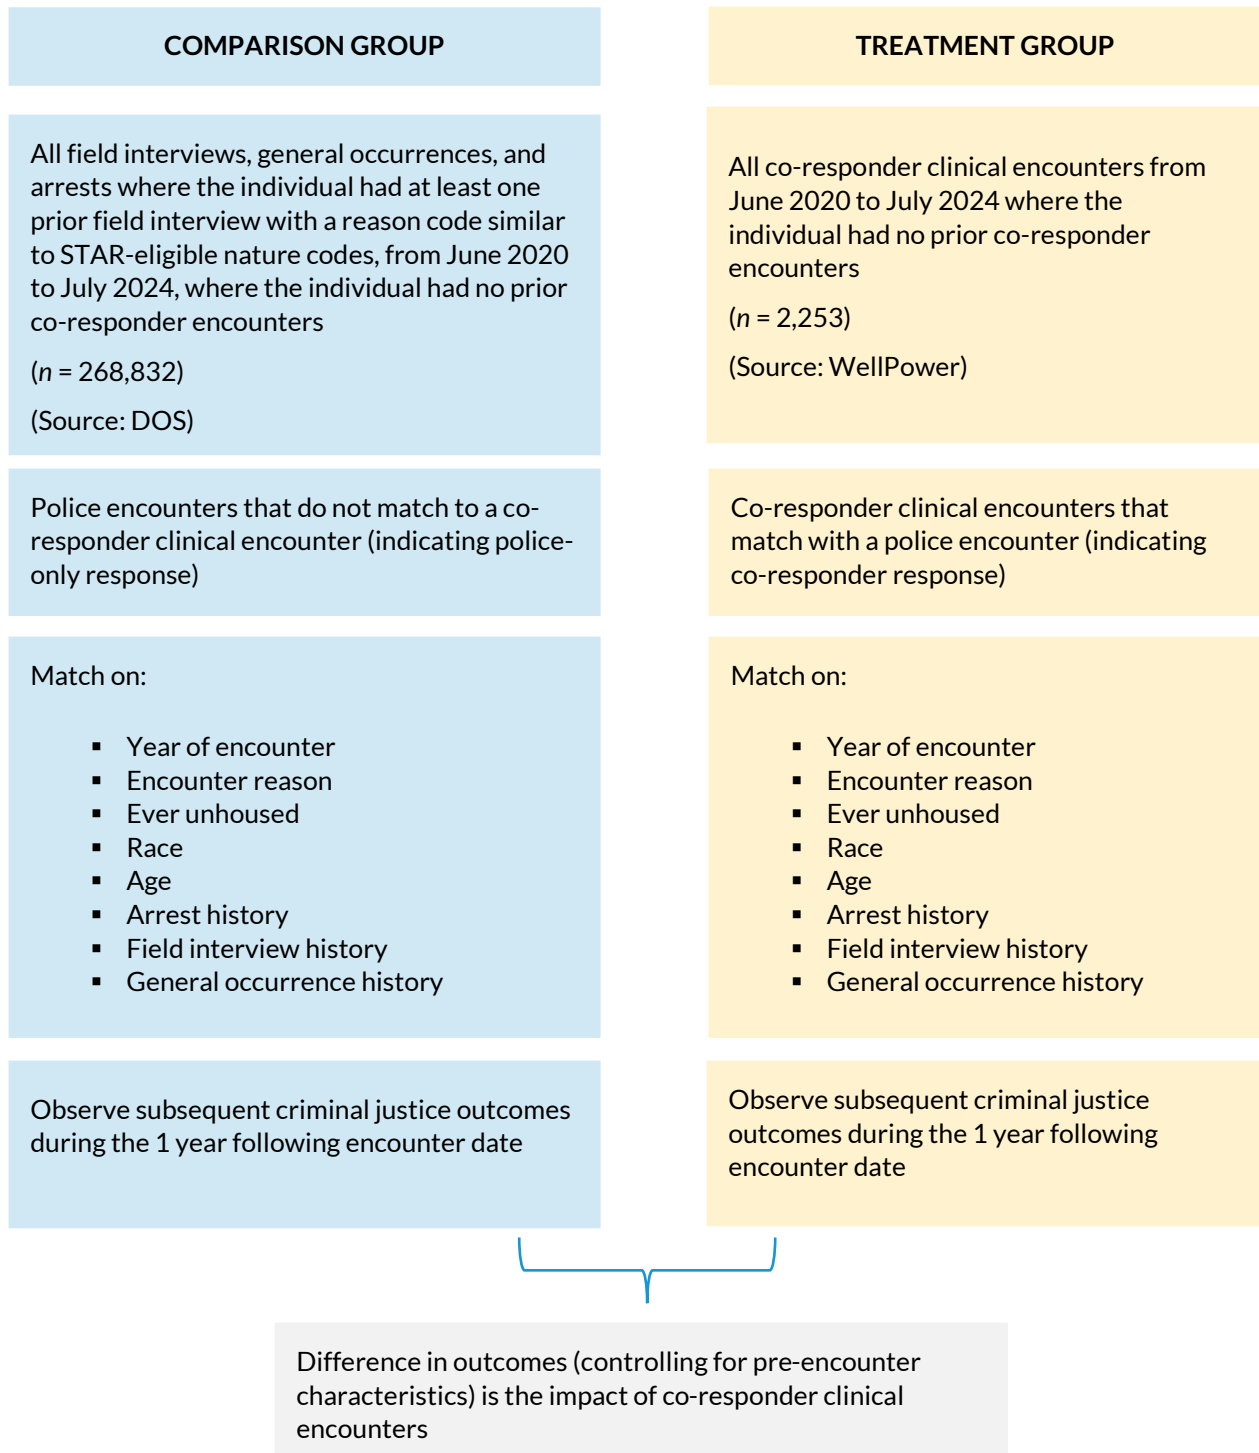 COMPARISON GROUP
All field interviews, general occurrences, and
arrests where the individual had at least one
prior field interview with a reason code similar
to STAR-eligible nature codes, from June 2020
to July 2024, where the individual had no prior
co-responder encounters
(n = 268,832)
(Source: DOS)
Police encounters that do not match to a co-
responder clinical encounter (indicating police-
only response)
Match on:
▪ Year of encounter
▪ Encounter reason
▪ Ever unhoused
▪ Race
▪ Age
▪ Arrest history
▪ Field interview history
▪ General occurrence history
Observe subsequent criminal justice outcomes
during the 1 year following encounter date
TREATMENT GROUP
All co-responder clinical encounters from
June 2020 to July 2024 where the
individual had no prior co-responder
encounters
(n = 2,253)
(Source: WellPower)
Co-responder clinical encounters that
match with a police encounter (indicating
co-responder response)
Match on:
▪ Year of encounter
▪ Encounter reason
▪ Ever unhoused
▪ Race
▪ Age
▪ Arrest history
▪ Field interview history
▪ General occurrence history
Observe subsequent criminal justice
outcomes during the 1 year following
encounter date
Difference in outcomes (controlling for pre-encounter
characteristics) is the impact of co-responder clinical
encounters